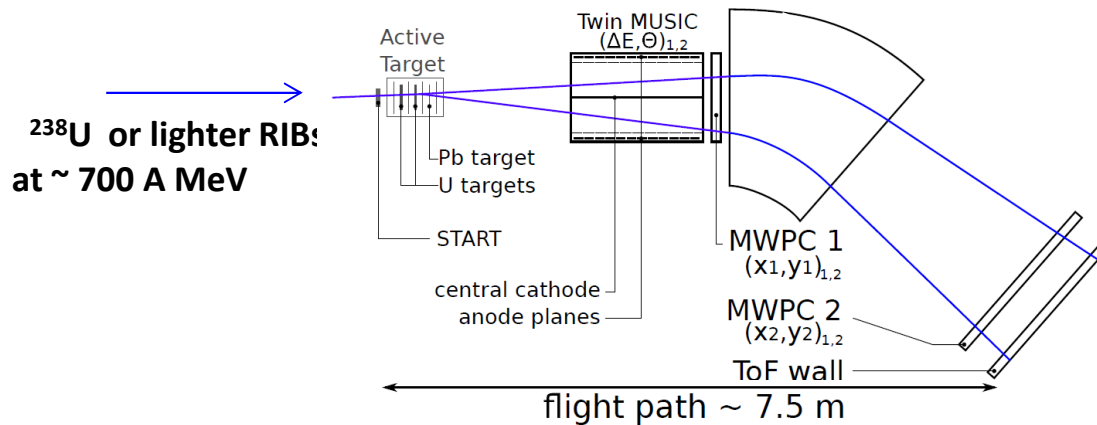 Twin MUSIC
(ΔE,Θ)1,2
Active
Target
238U or lighter RIBs
at ~ 700 A MeV
Pb target
U targets
START
central cathode
anode planes
MWPC 1
(x1,y1)1,2
MWPC 2
(x2,y2)1,2
ToF wall
flight path ~ 7.5 m